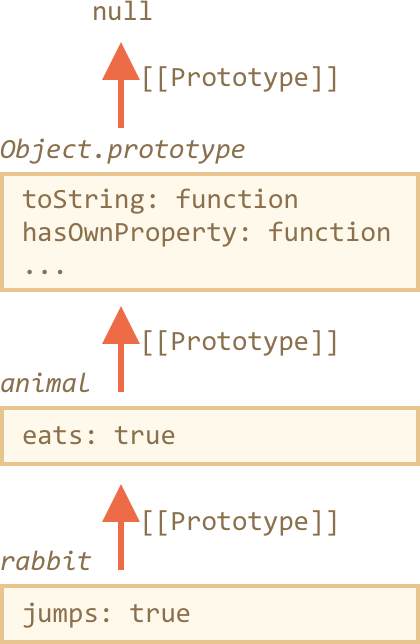 null
[[Prototype]]
Object.prototype
toString: function
hasOwnProperty: function
...
[[Prototype]]
animal
eats: true
[[Prototype]]
rabbit
jumps: true